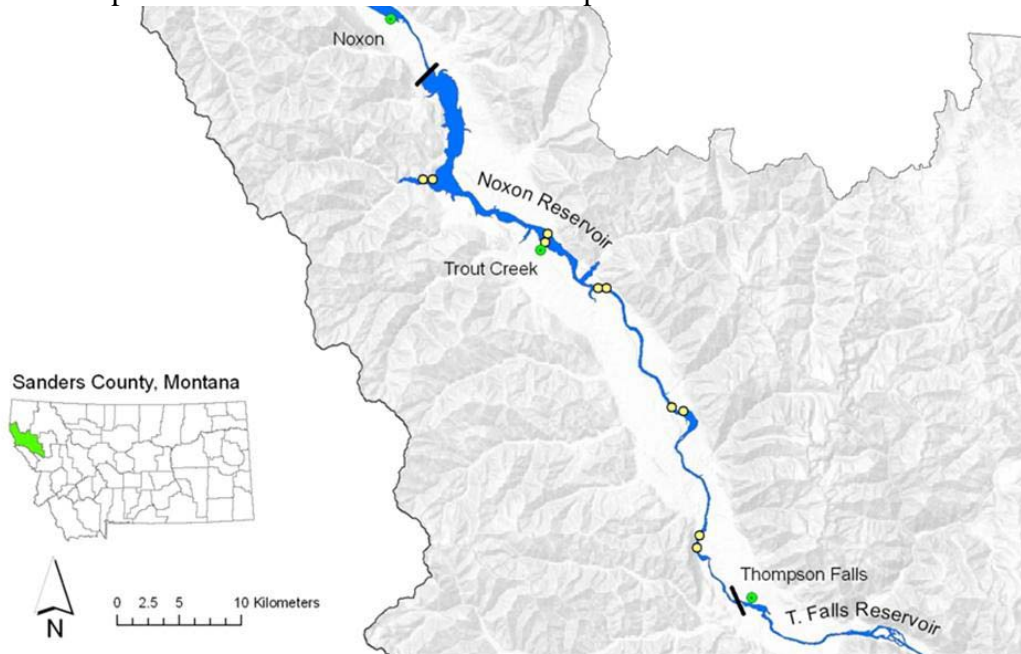 Noxon
Noxon Reservoir
Trout Creek
Sanders County, Montana
Thompson Falls
T. Falls Reservoir
0 2.5 5 10 Kilometers
N